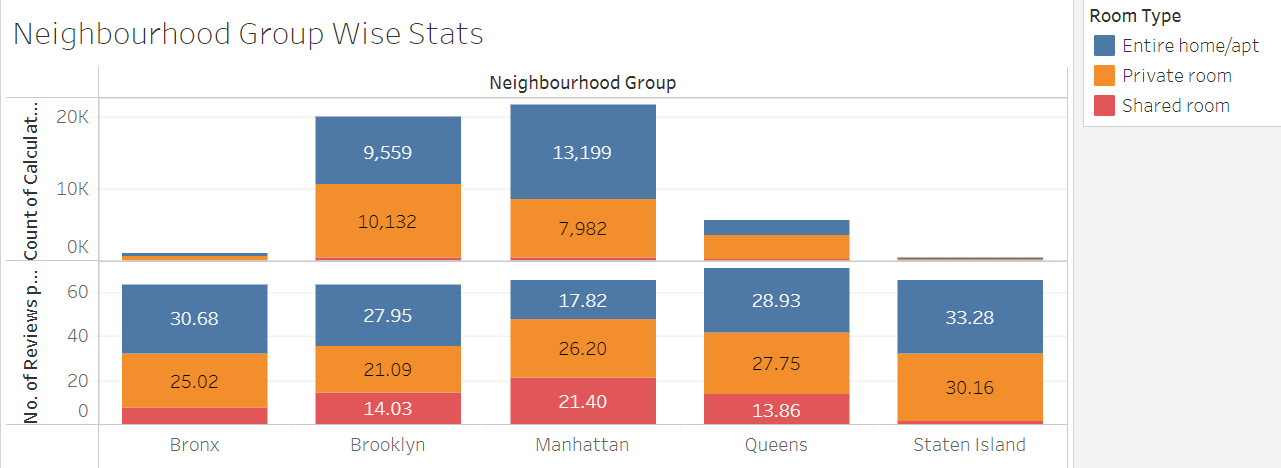 Neighbourhood Group Wise Stats
Room Type
Entire home/apt
Private room
Shared room
Neighbourhood Group
Count of Calculat...
20K
10K
0K
9,559
13,199
10,132
7,982
No. of Reviews p...
60
40
20
0
30.68
27.95
17.82
28.93
33.28
25.02
21.09
26.20
27.75
30.16
14.03
21.40
13.86
Bronx
Brooklyn
Manhattan
Queens
Staten Island